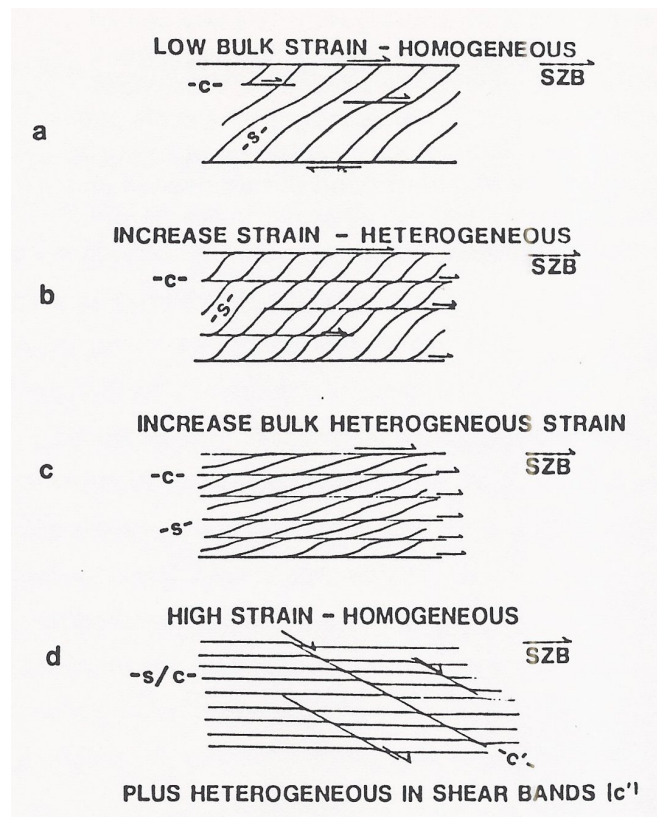 LOW BULK STRAIN - HOMOGENEOUS
SZB
-c-
-s-
a
INCREASE STRAIN - HETEROGENEOUS
SZB
-c-
-s-
b
INCREASE BULK HETEROGENEOUS STRAIN
SZB
-c-
-s-
c
HIGH STRAIN - HOMOGENEOUS
SZB
-s/c-
-c'-
d
PLUS HETEROGENEOUS IN SHEAR BANDS (c')